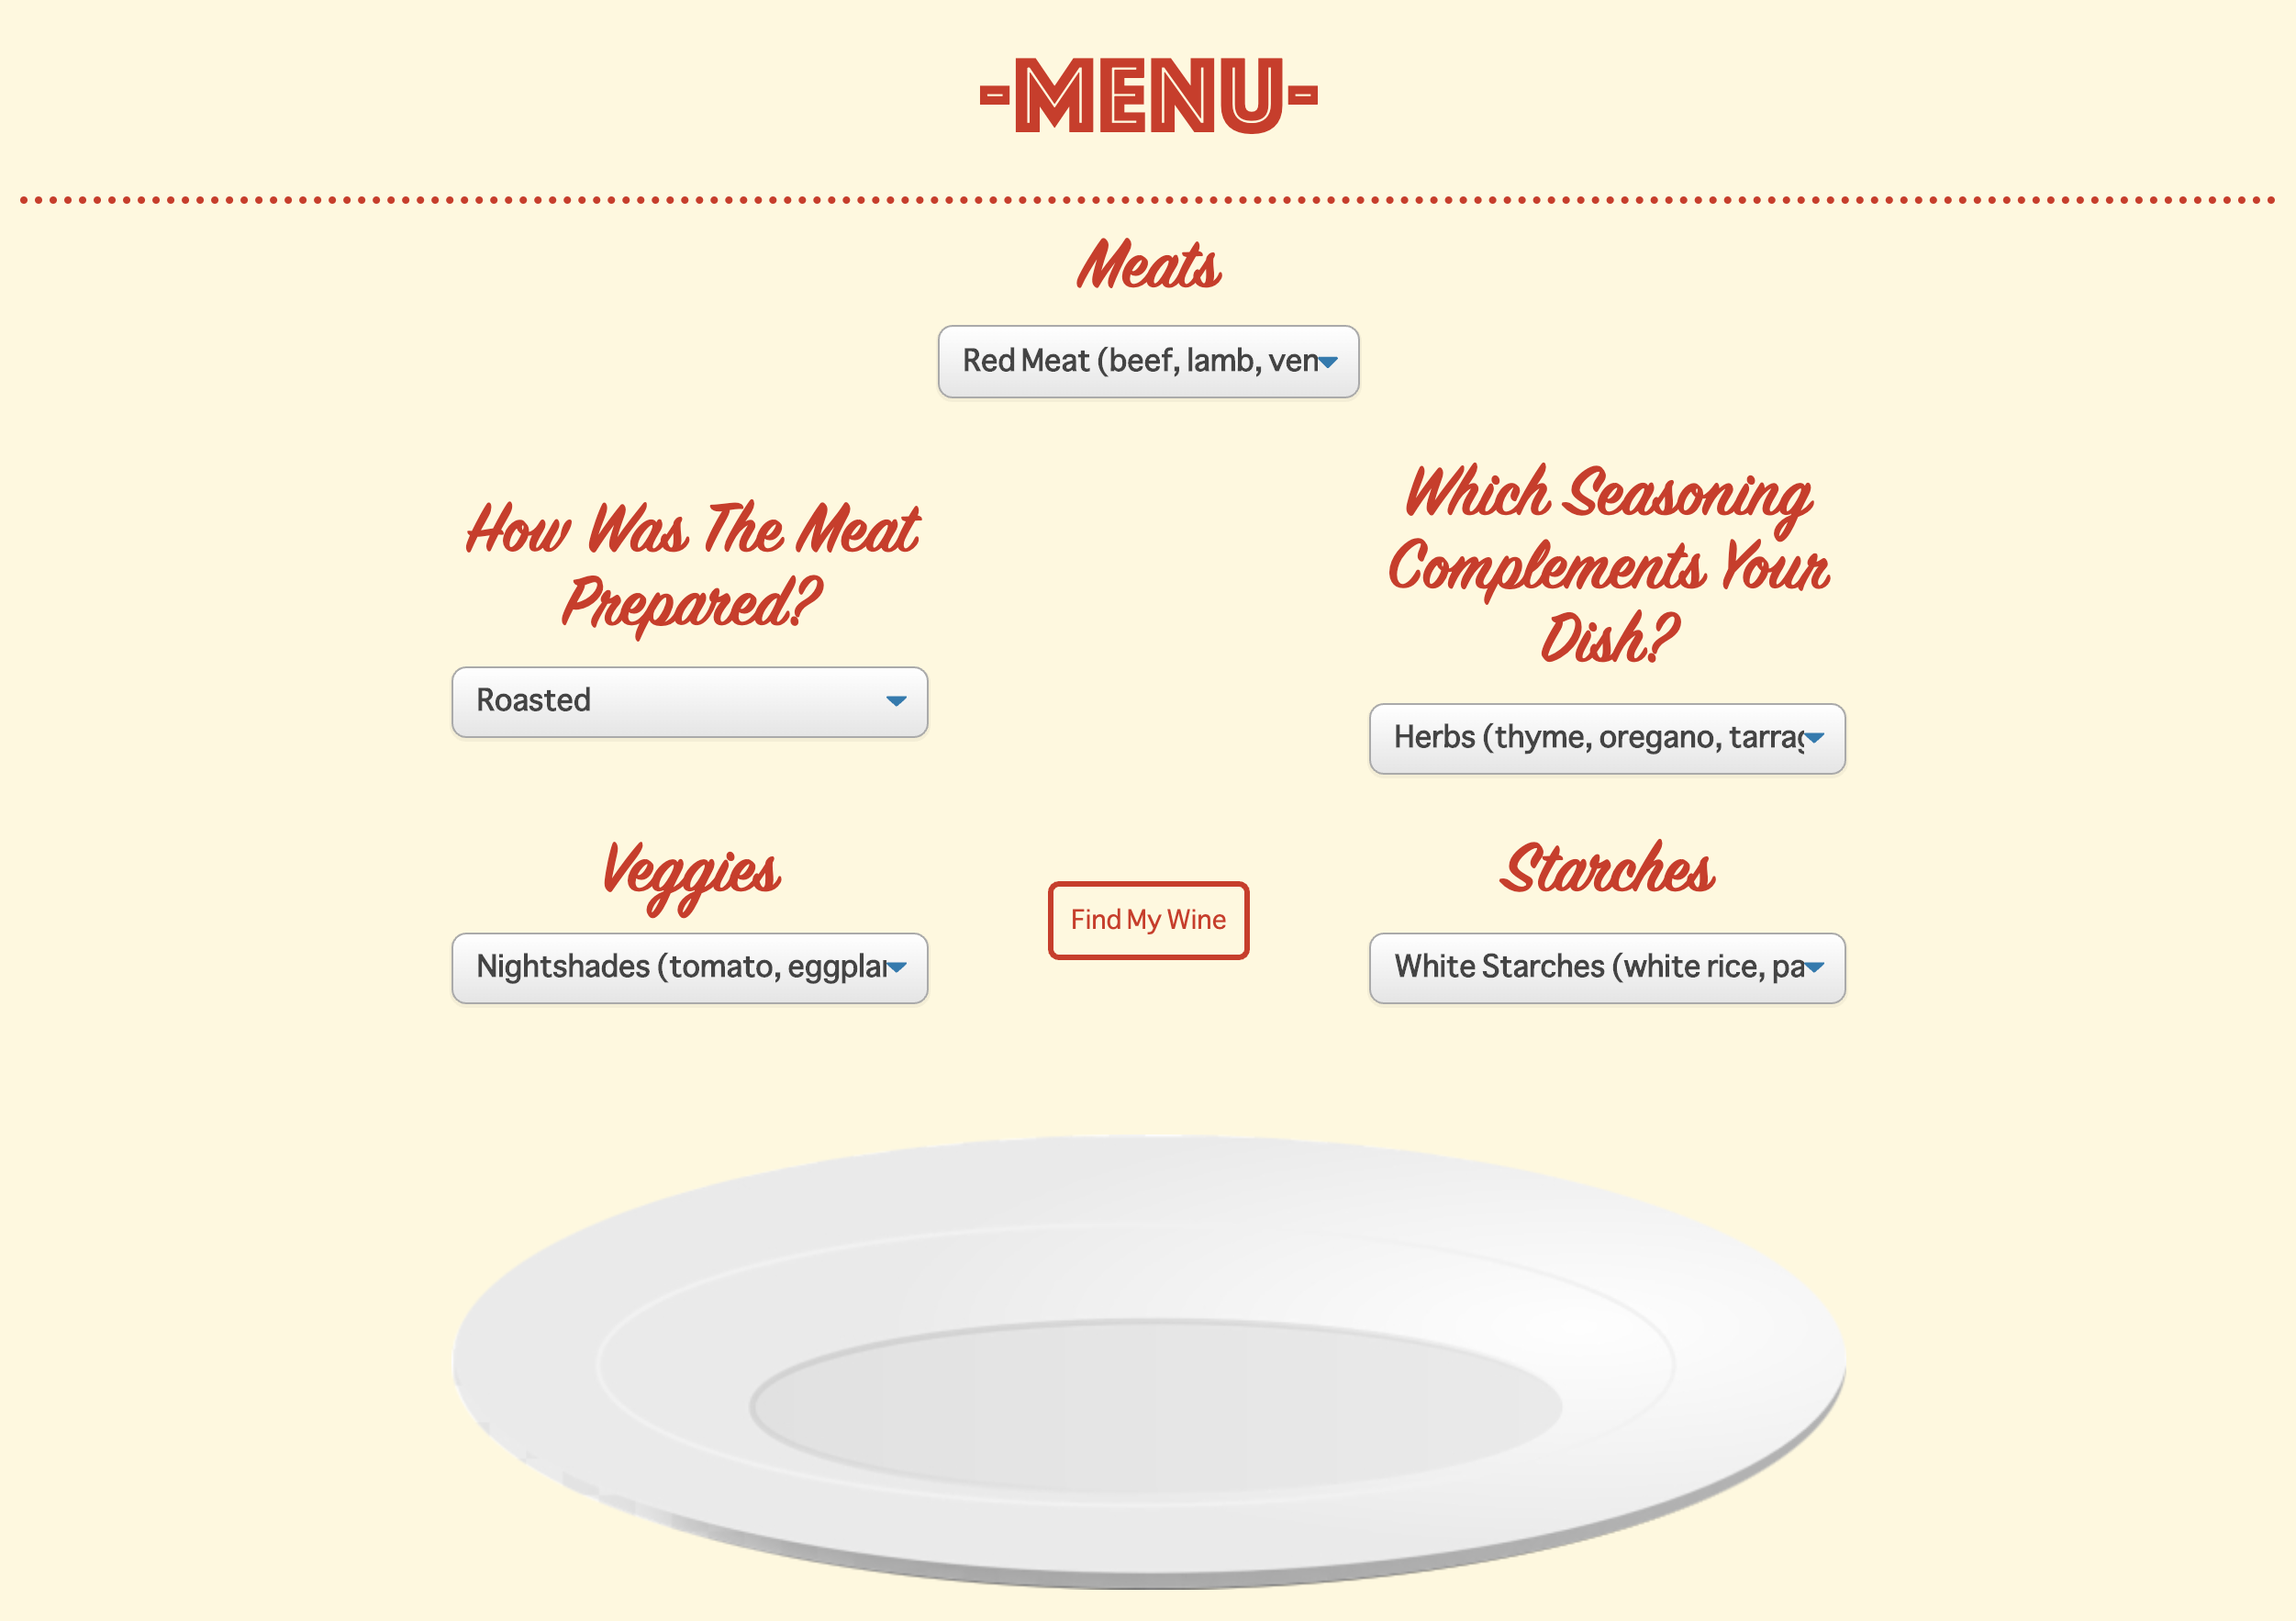 -MENU-
Meats
Red Meat (beef, lamb, ven
How Was The Meat
Prepared?
Roasted
Which Seasoning
Complements Your
Dish?
Herbs (thyme, oregano, tarrag
Veggies
Nightshades (tomato, eggplan
Find My Wine
Starches
White Starches (white rice, pa